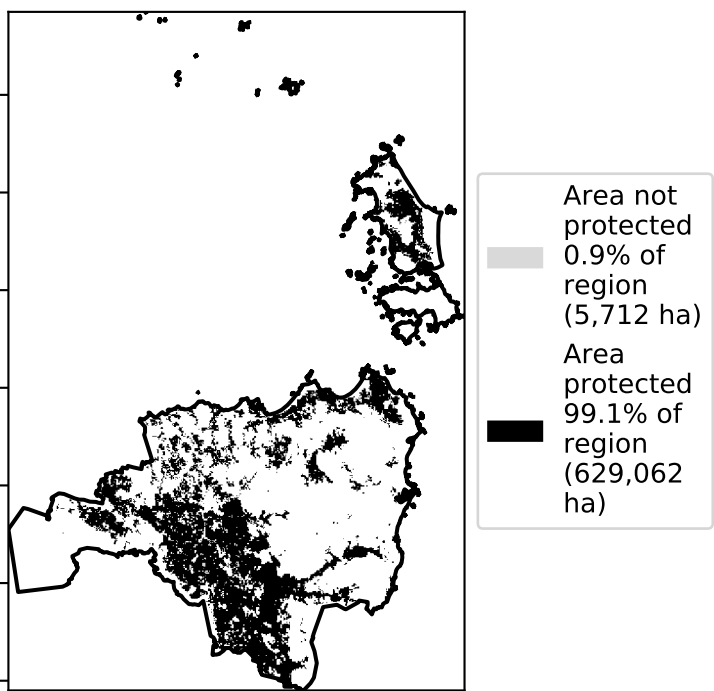 Area not
protected
0.9% of
region
(5,712 ha)
Area
protected
99.1% of
region
(629,062
ha)